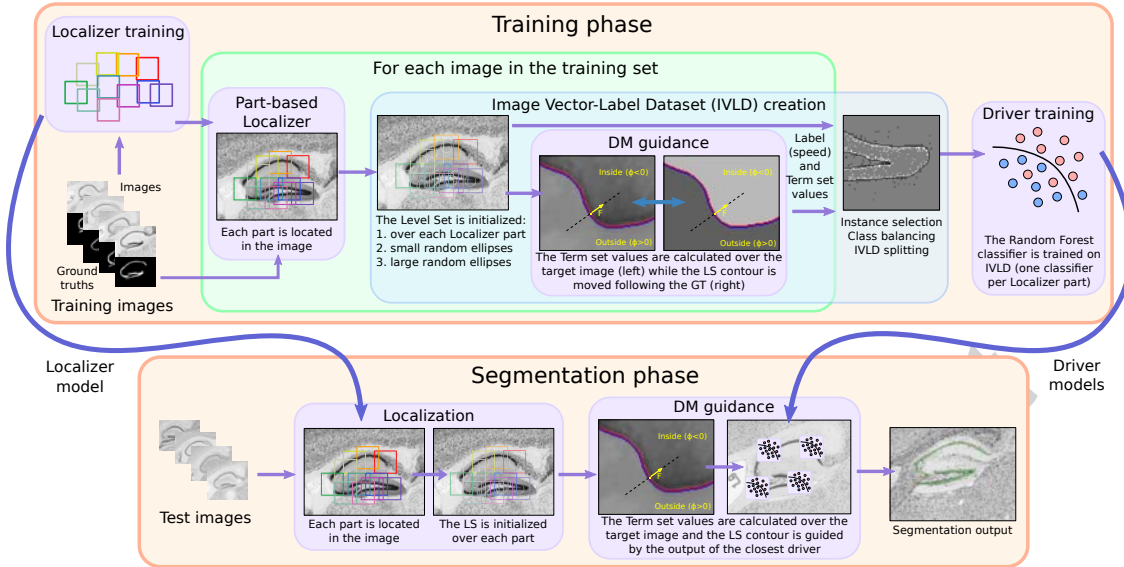 Training phase
Localizer training
For each image in the training set
Part-based
Localizer
Each part is located
in the image
Images
Ground
truths
Training images
Image Vector-Label Dataset (IVLD) creation
The Level Set is initialized:
1. over each Localizer part
2. small random ellipses
3. large random ellipses
DM guidance
Inside (ϕ<0)
F
Outside (ϕ>0)
Inside (ϕ<0)
F
Outside (ϕ>0)
The Term set values are calculated over the
target image (left) while the LS contour is
moved following the GT (right)
Label
(speed)
and
Term set
values
Instance selection
Class balancing
IVLD splitting
Driver training
The Random Forest
classifier is trained on
IVLD (one classifier
per Localizer part)
Localizer
model
Driver
models
Segmentation phase
Test images
Localization
Each part is located
in the image
The LS is initialized
over each part
DM guidance
Inside (ϕ<0)
F
Outside (ϕ>0)
The Term set values are calculated over the
target image and the LS contour is guided
by the output of the closest driver
Segmentation output